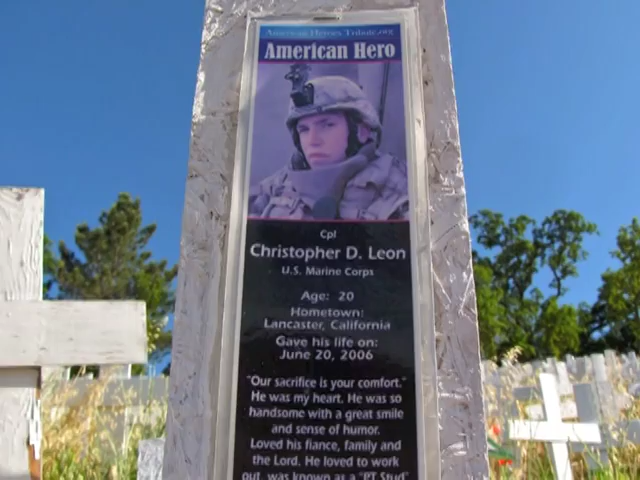 American Heroes Tribute.org
American Hero
Cpl
Christopher D. Leon
U.S. Marine Corps
Age: 20
Hometown:
Lancaster, California
Gave his life on:
June 20, 2006
"Our sacrifice is your comfort."
He was my heart. He was so
handsome with a great smile
and sense of humor.
Loved his fiance, family and
the Lord. He loved to work
out, was known as a "PT Stud"